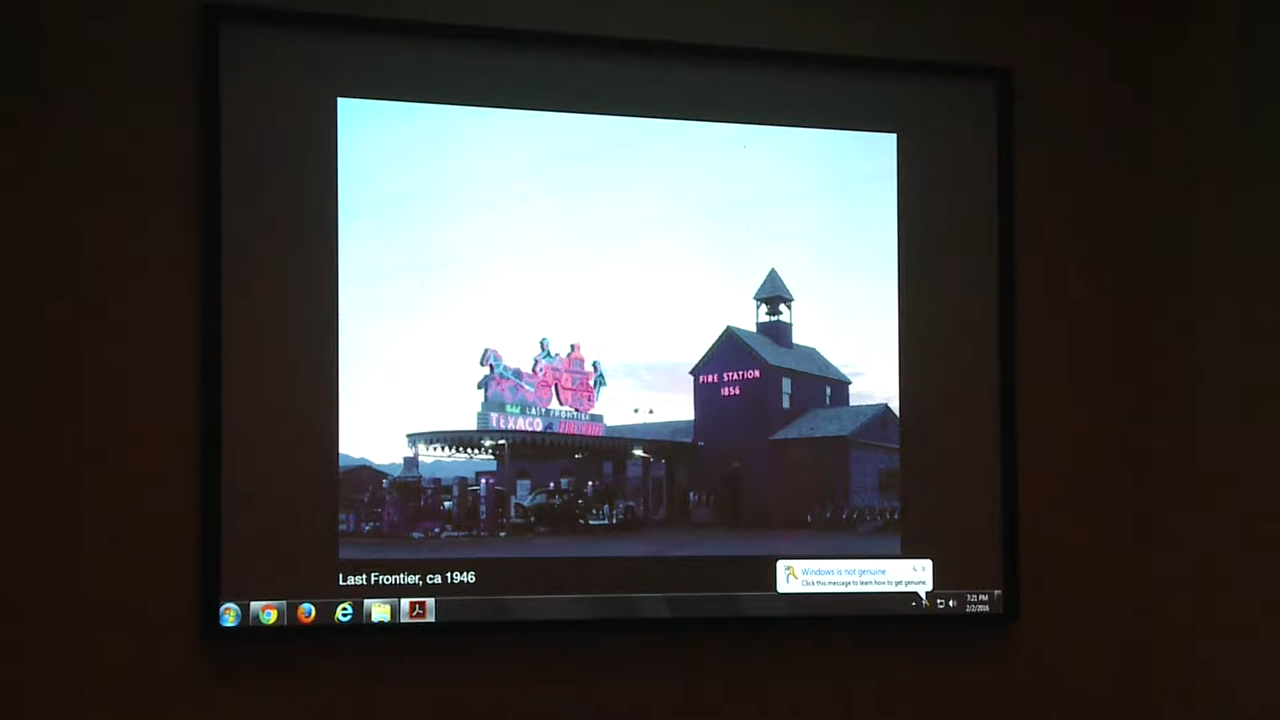 FIRE STATION
1856
LAST FRONTIER
TEXACO
Last Frontier, ca 1946
Windows is not genuine
Click this message to learn how to get genuine.
7:21 PM
2/2/2016